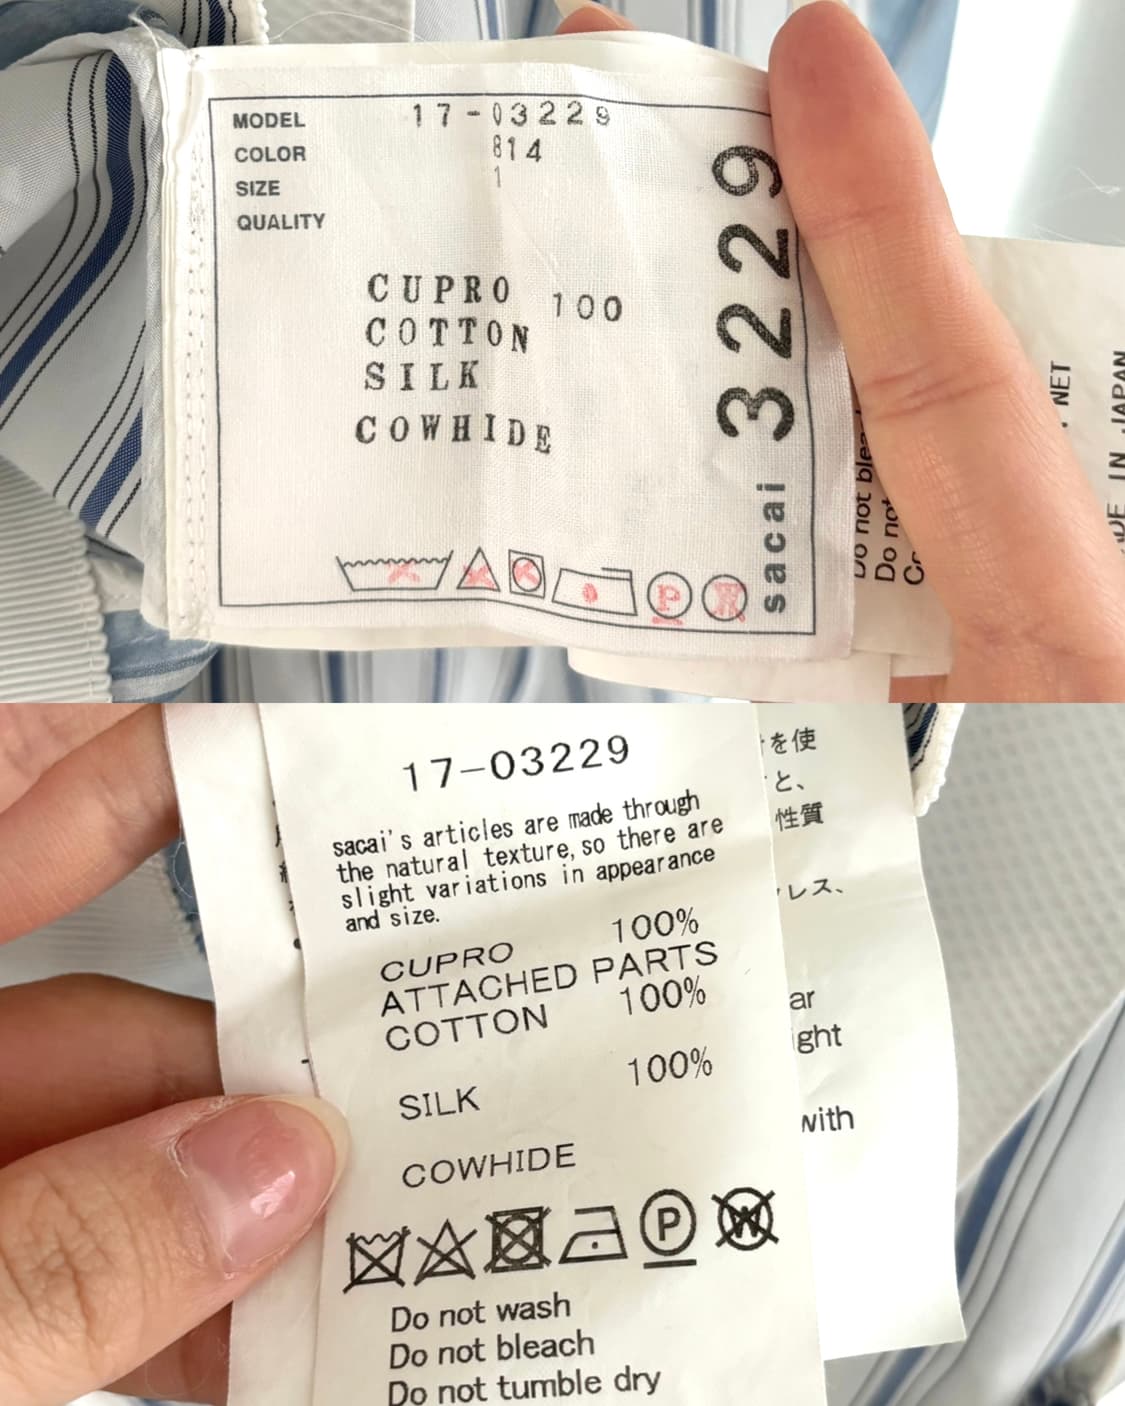 MODEL 17-03229
COLOR 814
SIZE 1
QUALITY
CUPRO 100
COTTON
SILK
COWHIDE
P
sacai 3229
Do not
NET
IN JAPAN
17-03229
sacai's articles are made through
the natural texture, so there are
slight variations in appearance
and size.
CUPRO 100%
ATTACHED PARTS
COTTON 100%
SILK 100%
COWHIDE
P W
Do not wash
Do not bleach
Do not tumble dry
を使
と、
性質
レス、
with